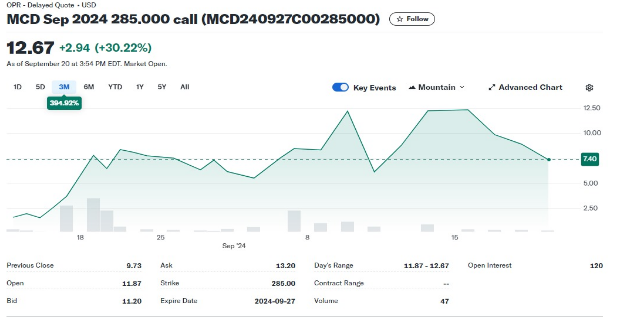 OPR - Delayed Quote • USD
MCD Sep 2024 285.000 call (MCD240927C00285000)
☆ Follow
12.67 +2.94 (+30.22%)
As of September 20 at 3:54 PM EDT. Market Open.
1D 5D 3M 6M YTD 1Y 5Y All Key Events Mountain Advanced Chart
394.92%
12.50
10.00
7.40
5.00
2.50
18 25 8 15
Sep '24
Previous Close 9.73 Ask 13.20 Day's Range 11.87 - 12.67 Open Interest 120
Open 11.87 Strike 285.00 Contract Range --
Bid 11.20 Expire Date 2024-09-27 Volume 47